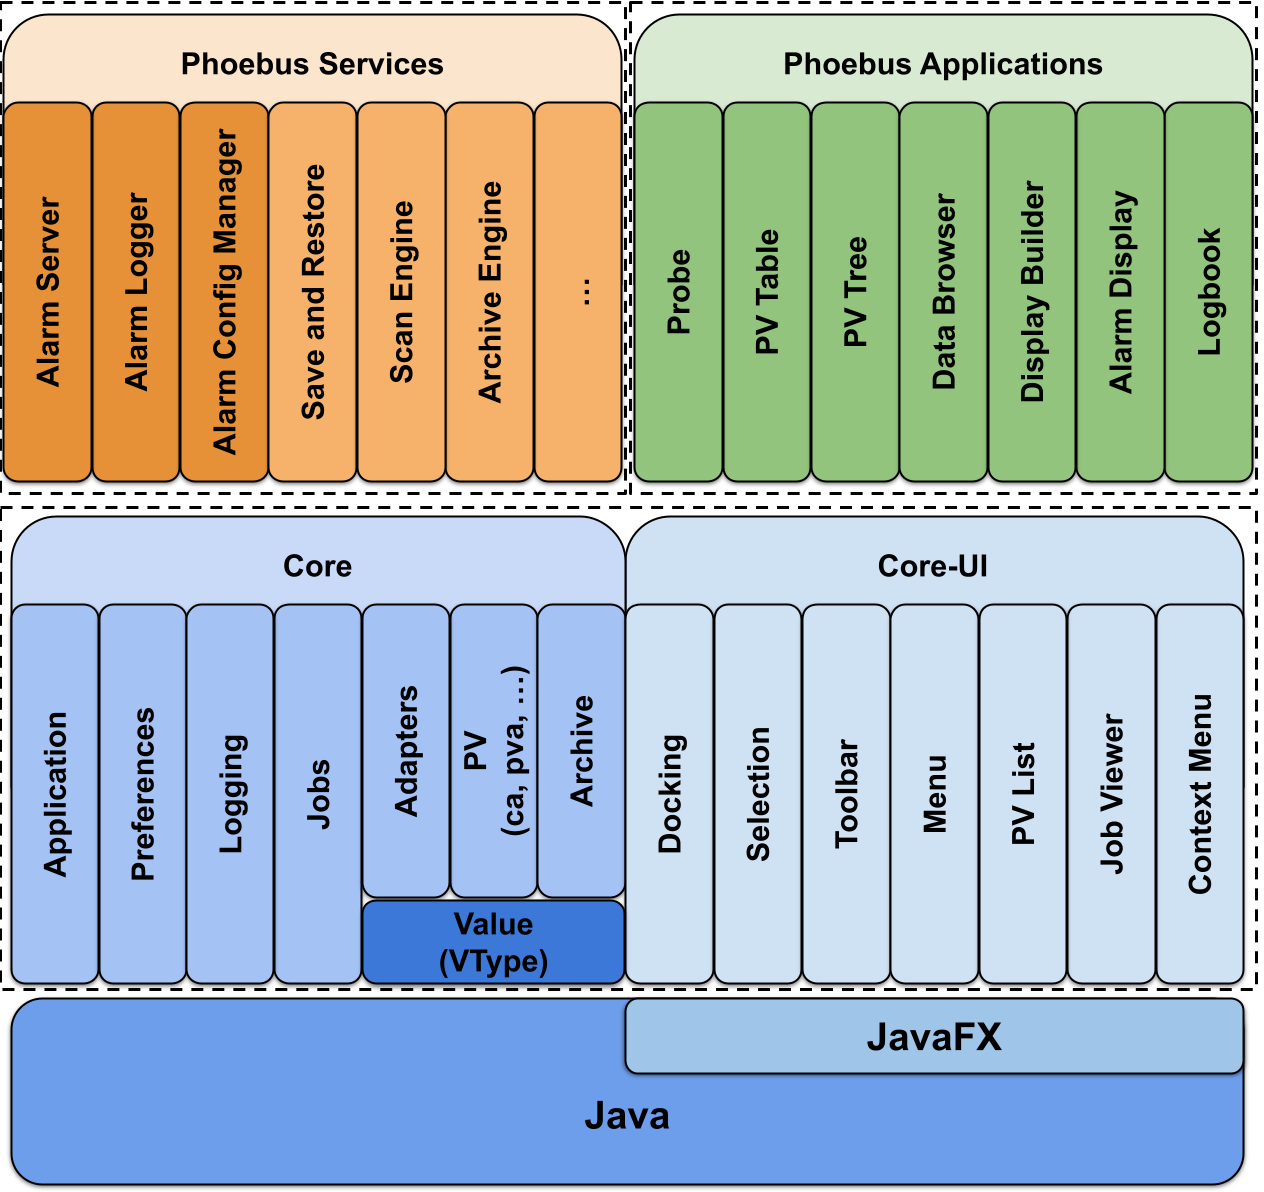 Phoebus Services
Alarm Server
Alarm Logger
Alarm Config Manager
Save and Restore
Scan Engine
Archive Engine
...
Phoebus Applications
Probe
PV Table
PV Tree
Data Browser
Display Builder
Alarm Display
Logbook
Core
Application
Preferences
Logging
Jobs
Adapters
PV
(ca, pva, ...)
Archive
Value
(VType)
Core-UI
Docking
Selection
Toolbar
Menu
PV List
Job Viewer
Context Menu
JavaFX
Java